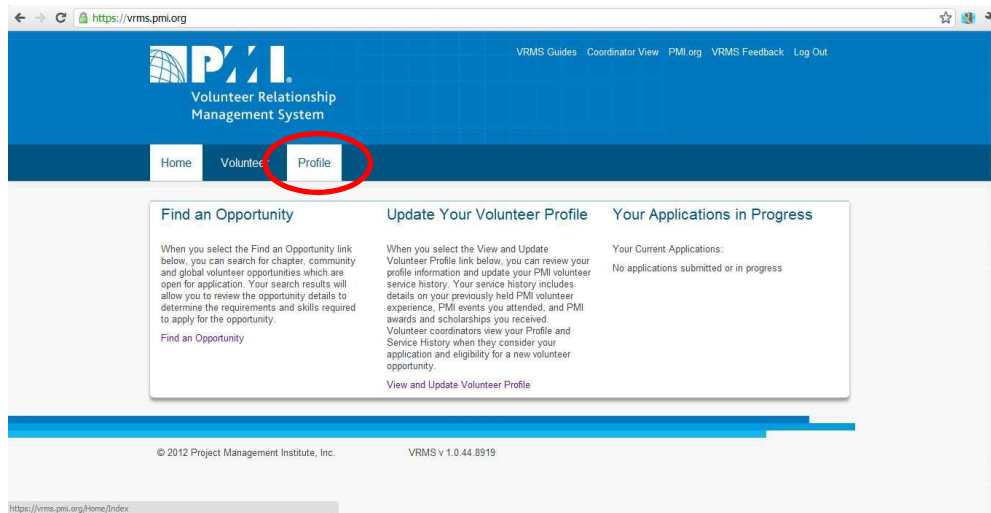 https://vrms.pmi.org
VRMS Guides Coordinator View PMI.org VRMS Feedback Log Out
PMI®
Volunteer Relationship
Management System
Home Volunteer Profile
Find an Opportunity
When you select the Find an Opportunity link
below, you can search for chapter, community
and global volunteer opportunities which are
open for application. Your search results will
allow you to review the opportunity details to
determine the requirements and skills required
to apply for the opportunity.
Find an Opportunity
Update Your Volunteer Profile
When you select the View and Update
Volunteer Profile link below, you can review your
profile information and update your PMI volunteer
service history. Your service history includes
details on your previously held PMI volunteer
experience, PMI events you attended, and PMI
awards and scholarships you received.
Volunteer coordinators view your Profile and
Service History when they consider your
application and eligibility for a new volunteer
opportunity.
View and Update Volunteer Profile
Your Applications in Progress
Your Current Applications:
No applications submitted or in progress
© 2012 Project Management Institute, Inc. VRMS v 1.0.44.8919
https://vrms.pmi.org/Home/Index